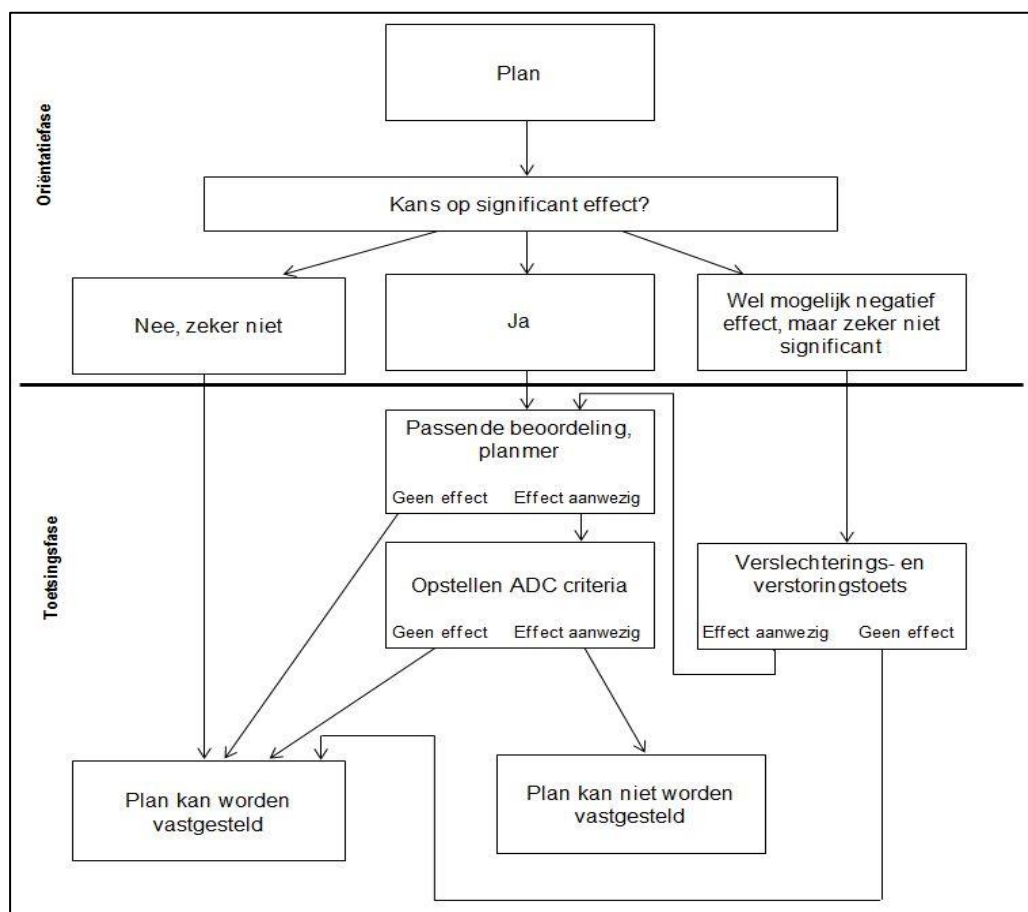 Oriëntatiefase
Plan
Kans op significant effect?
Nee, zeker niet
Ja
Wel mogelijk negatief
effect, maar zeker niet
significant
Toetsingsfase
Passende beoordeling,
planmer
Geen effect
Effect aanwezig
Opstellen ADC criteria
Geen effect
Effect aanwezig
Verslechterings- en
verstoringstoets
Effect aanwezig
Geen effect
Plan kan worden
vastgesteld
Plan kan niet worden
vastgesteld